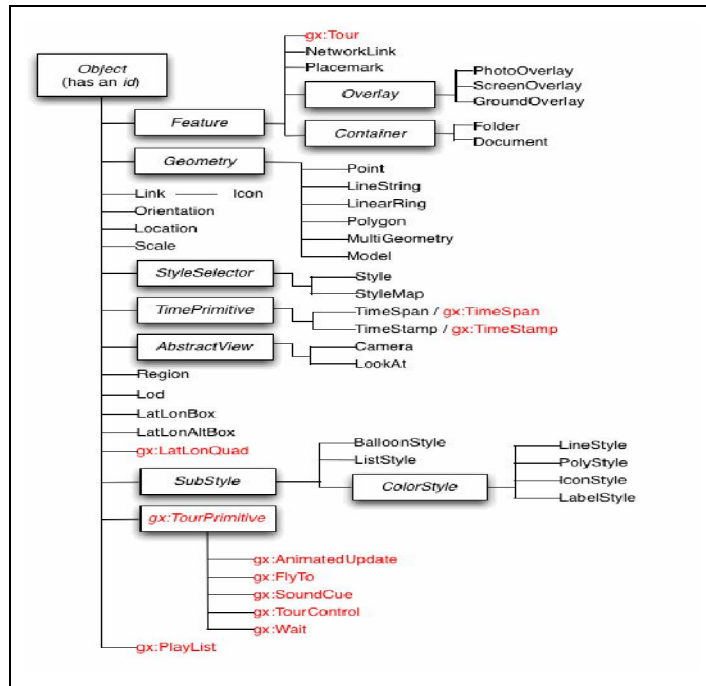 gx:Tour
NetworkLink
Placemark
Object
(has an id)
PhotoOverlay
Overlay
ScreenOverlay
GroundOverlay
Feature
Container
Folder
Document
Geometry
Point
LineString
LinearRing
Polygon
MultiGeometry
Model
Link Icon
Orientation
Location
Scale
StyleSelector
Style
StyleMap
TimePrimitive
TimeSpan / gx:TimeSpan
TimeStamp / gx:TimeStamp
AbstractView
Camera
LookAt
Region
Lod
LatLonBox
LatLonAltBox
gx:LatLonQuad
SubStyle
BalloonStyle
ListStyle
ColorStyle
LineStyle
PolyStyle
IconStyle
LabelStyle
gx:TourPrimitive
gx:AnimatedUpdate
gx:FlyTo
gx:SoundCue
gx:TourControl
gx:Wait
gx:PlayList